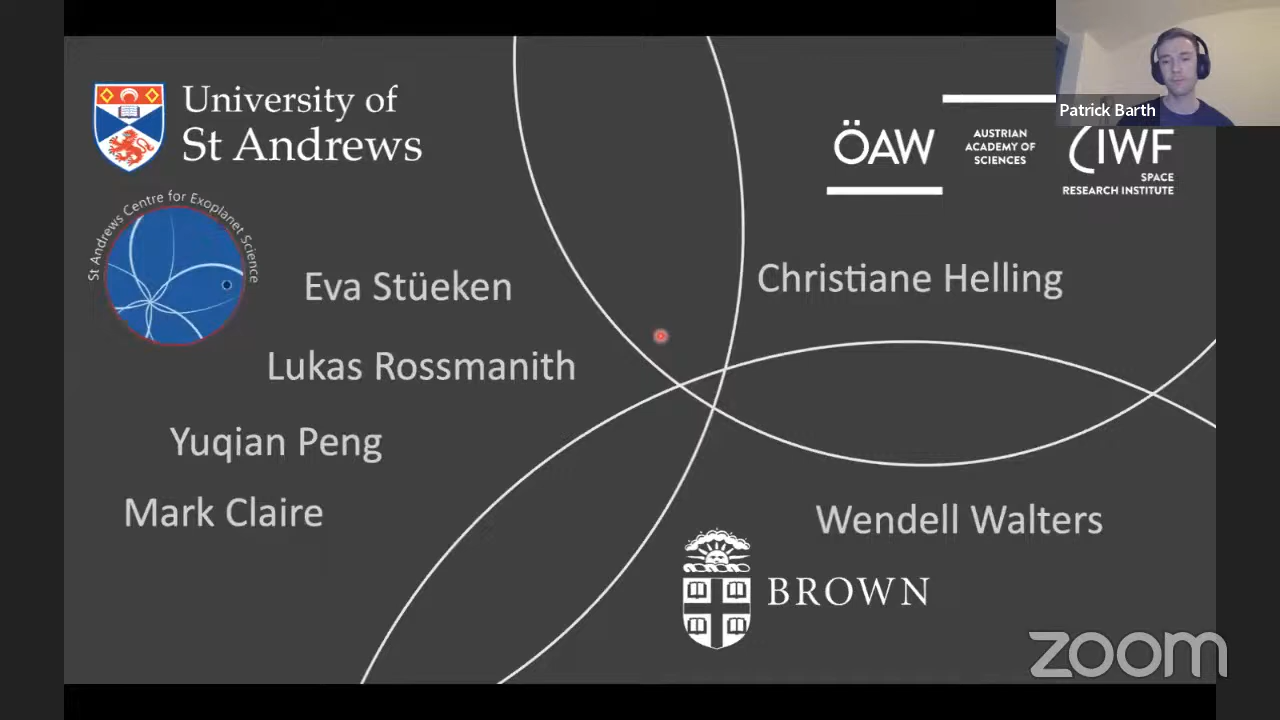 University of
St Andrews
St Andrews Centre for Exoplanet Science
Eva Stüeken
Lukas Rossmanith
Yuqian Peng
Mark Claire
ÖAW
AUSTRIAN
ACADEMY OF
SCIENCES
IWF
SPACE
RESEARCH INSTITUTE
Patrick Barth
Christiane Helling
Wendell Walters
BROWN
zoom